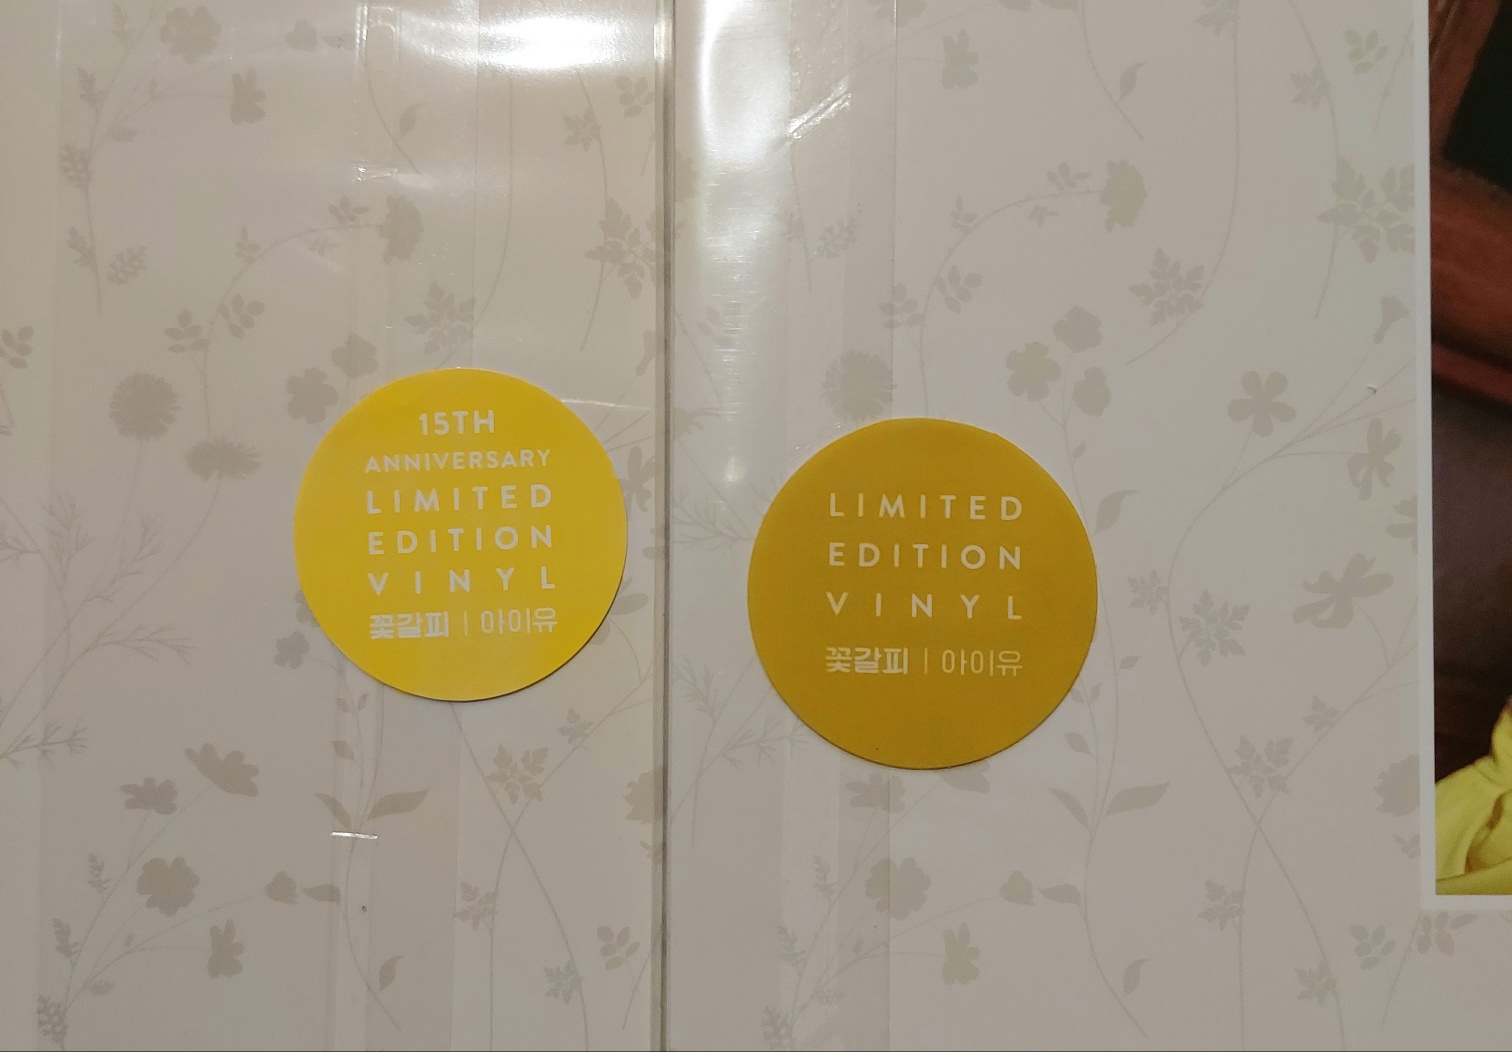 15TH
ANNIVERSARY
LIMITED
EDITION
VINYL
꽃갈피 | 아이유
LIMITED
EDITION
VINYL
꽃갈피 | 아이유